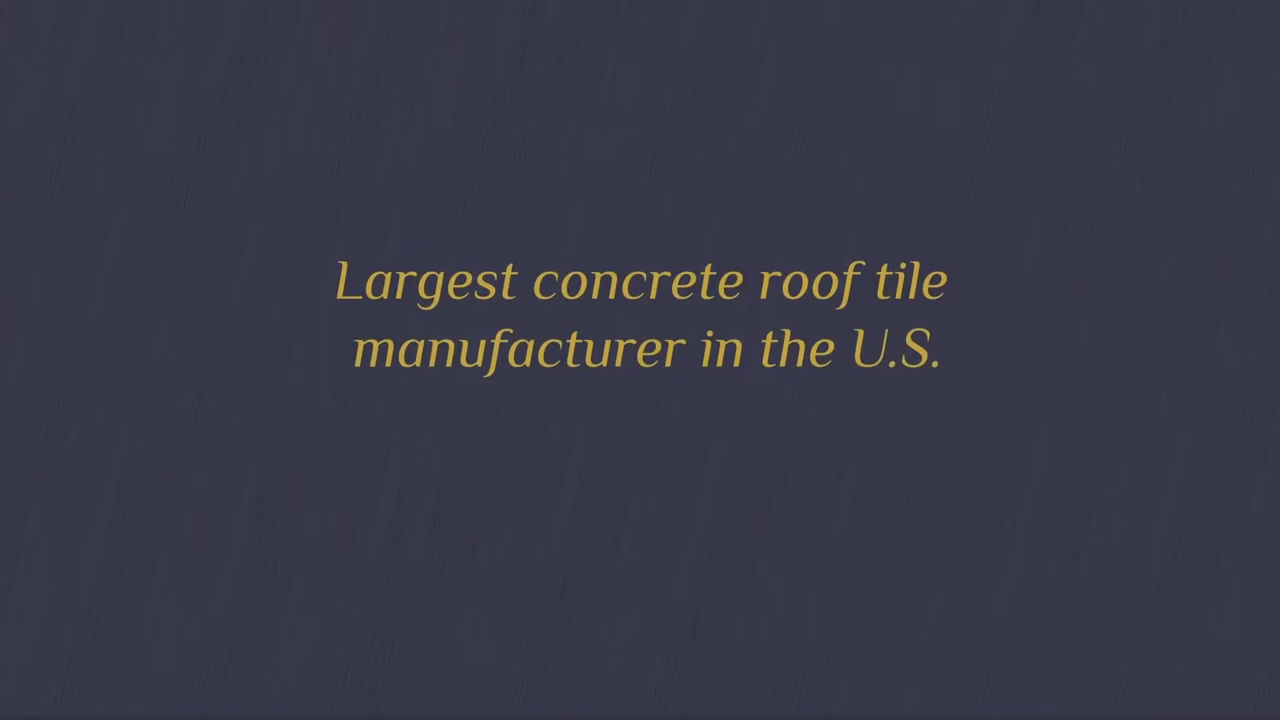 Largest concrete roof tile
manufacturer in the U.S.